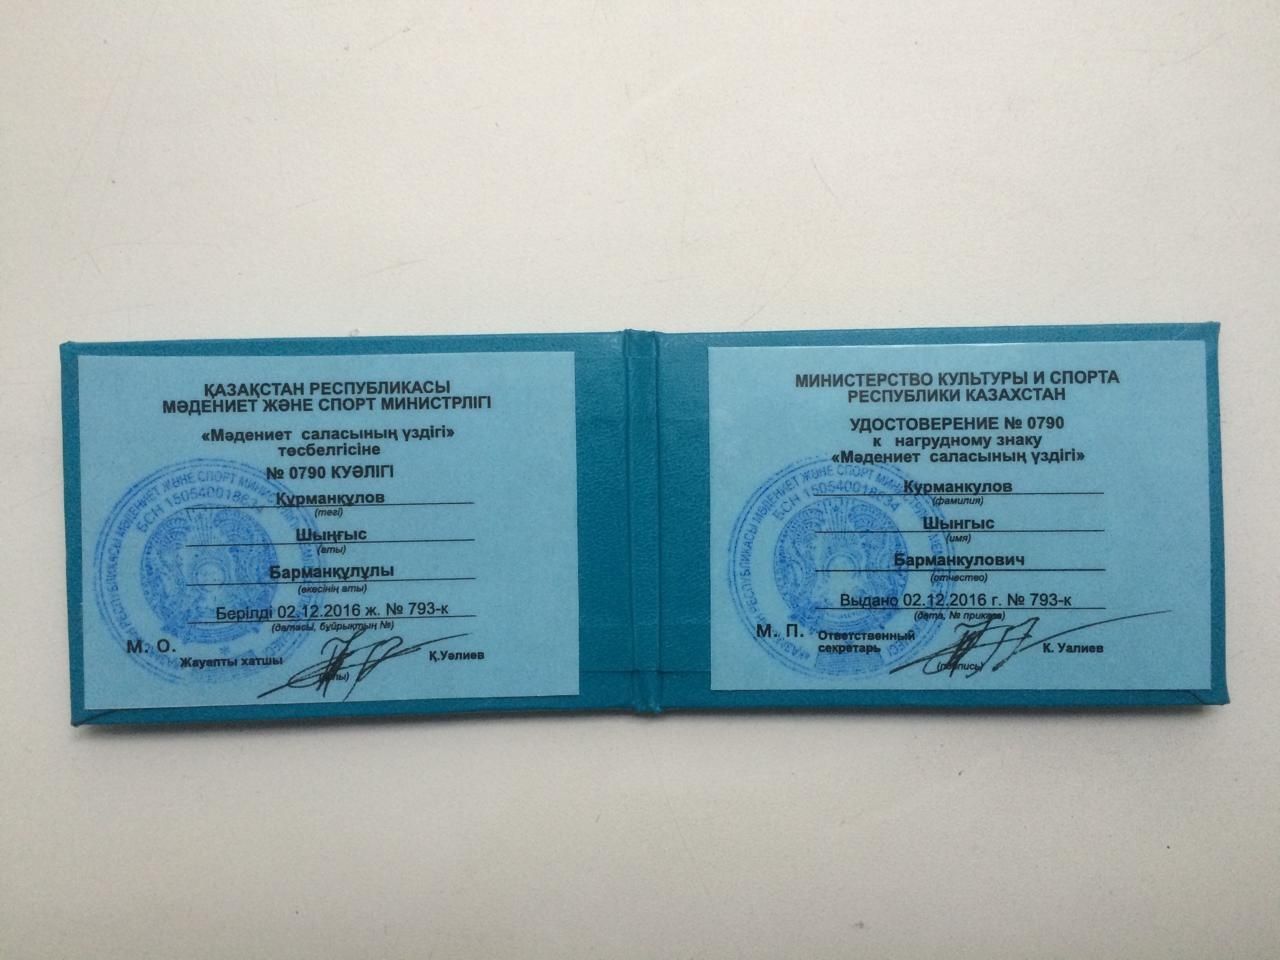 ҚАЗАҚСТАН РЕСПУБЛИКАСЫ
МӘДЕНИЕТ ЖӘНЕ СПОРТ МИНИСТРЛІГІ
«Мәдениет саласының үздігі»
төсбелгісіне
№ 0790 КУӘЛІГІ
Құрманқұлов
(тегі)
Шыңғыс
(аты)
Барманқұлұлы
(әкесінің аты)
Берілді 02.12.2016 ж. № 793-к
(датасы, бұйрықтың №)
М. О.
Жауапты хатшы
Қ.Уәлиев
МИНИСТЕРСТВО КУЛЬТУРЫ И СПОРТА
РЕСПУБЛИКИ КАЗАХСТАН
УДОСТОВЕРЕНИЕ № 0790
к нагрудному знаку
«Мәдениет саласының үздігі»
Курманкулов
(фамилия)
Шынгыс
(имя)
Барманкулович
(отчество)
Выдано 02.12.2016 г. № 793-к
(дата, № приказа)
М. П.
Ответственный
секретарь
(подпись)
К. Уалиев